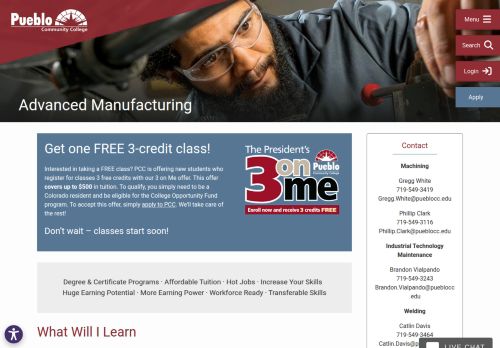 Pueblo
Community College
Menu
Search
Login
Apply
Advanced Manufacturing
Get one FREE 3-credit class!
Interested in taking a FREE class? PCC is offering new students who
register for classes 3 free credits with our 3 on Me offer. This offer
covers up to $500 in tuition. To qualify, you simply need to be a
Colorado resident and be eligible for the College Opportunity Fund
program. To accept this offer, simply apply to PCC. We'll take care of
the rest!
Don't wait – classes start soon!
The President's
3 on me
Pueblo
Community College
Enroll now and receive 3 credits FREE
Degree & Certificate Programs · Affordable Tuition · Hot Jobs · Increase Your Skills
Huge Earning Potential · More Earning Power · Workforce Ready · Transferable Skills
What Will I Learn
Contact
Machining
Gregg White
719-549-3419
Gregg.White@pueblocc.edu
Phillip Clark
719-549-3116
Phillip.Clark@pueblocc.edu
Industrial Technology
Maintenance
Brandon Vialpando
719-549-3243
Brandon.Vialpando@pueblocc.
edu
Welding
Catlin Davis
719-549-3464
Catlin.Davis@p
LIVE CHAT